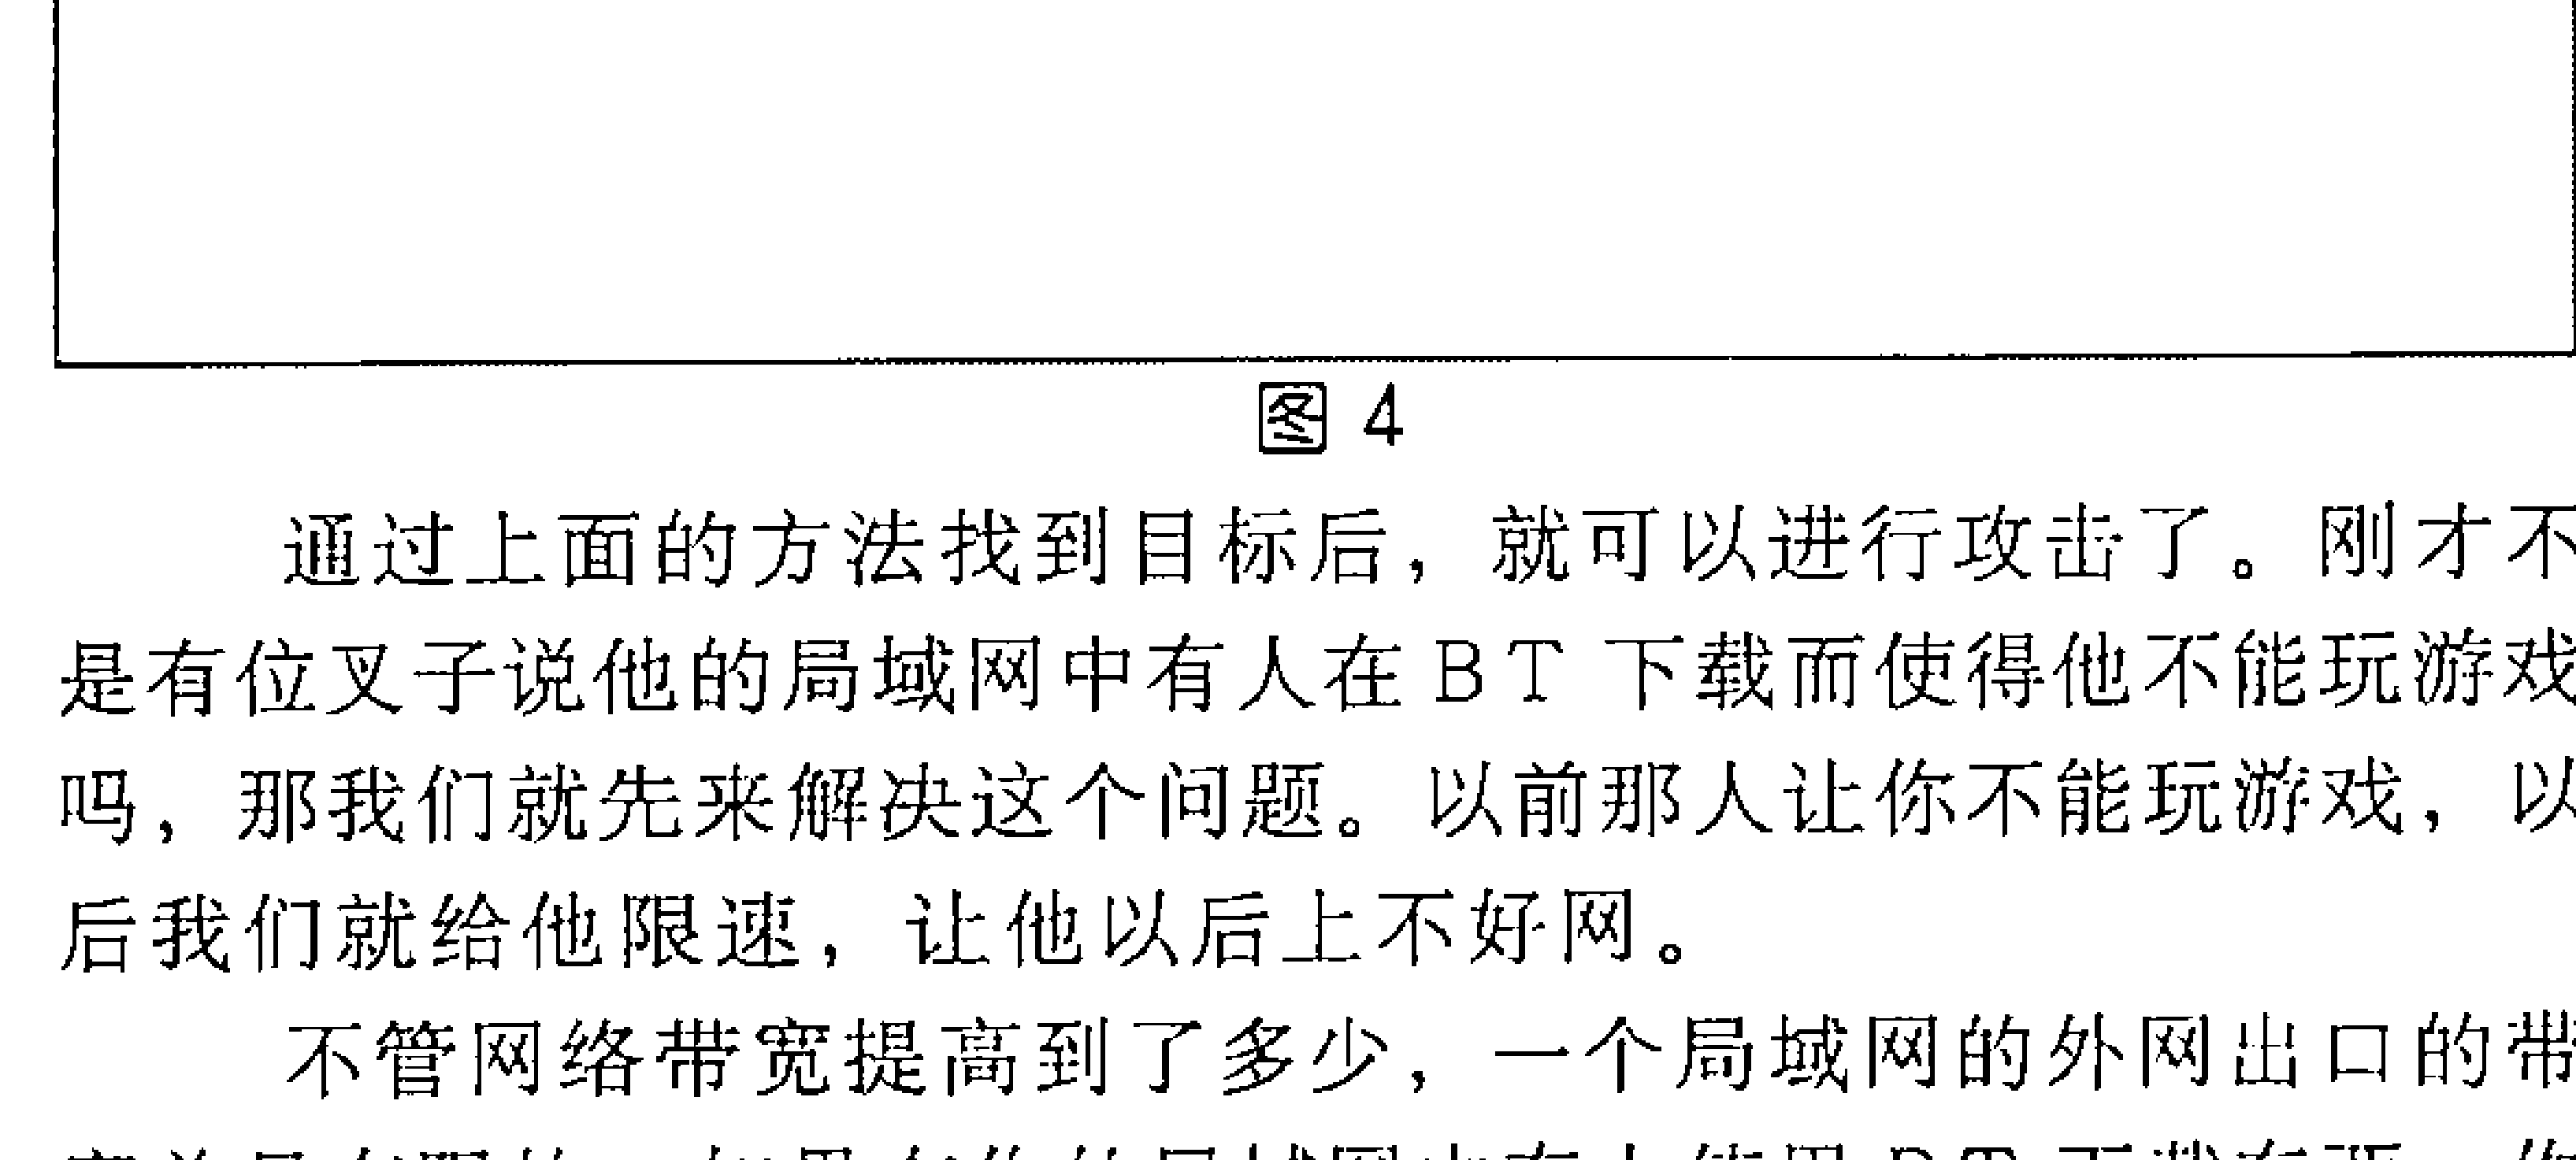 图 4
通过上面的方法找到目标后，就可以进行攻击了。刚才不
是有位叉子说他的局域网中有人在BT下载而使得他不能玩游戏
吗，那我们就先来解决这个问题。以前那人让你不能玩游戏，以
后我们就给他限速，让他以后上不好网。
不管网络带宽提高到了多少，一个局域网的外网出口的带